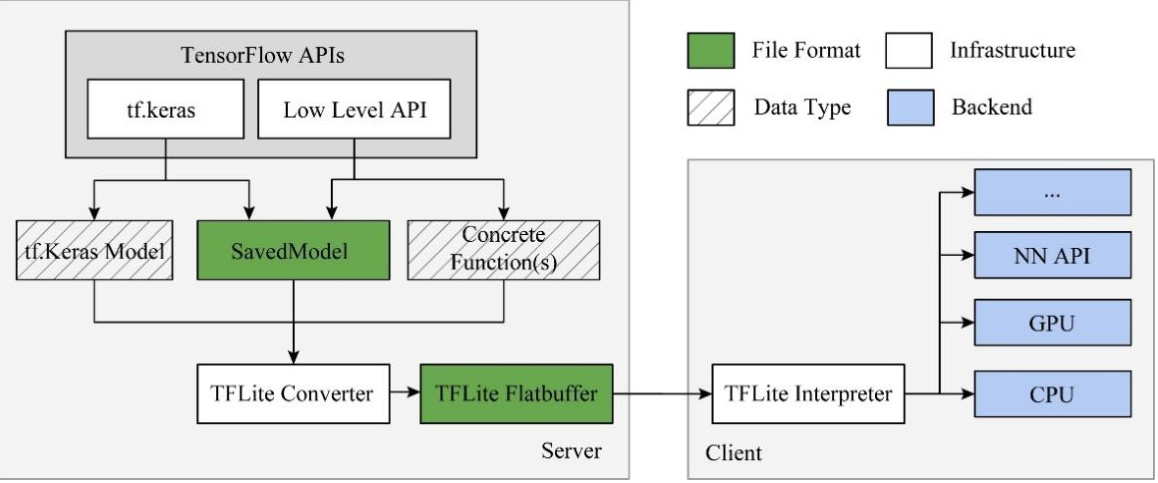 TensorFlow APIs
tf.keras
Low Level API
tf.Keras Model
SavedModel
Concrete
Function(s)
TFLite Converter
TFLite Flatbuffer
Server
File Format
Infrastructure
Data Type
Backend
...
NN API
GPU
CPU
TFLite Interpreter
Client